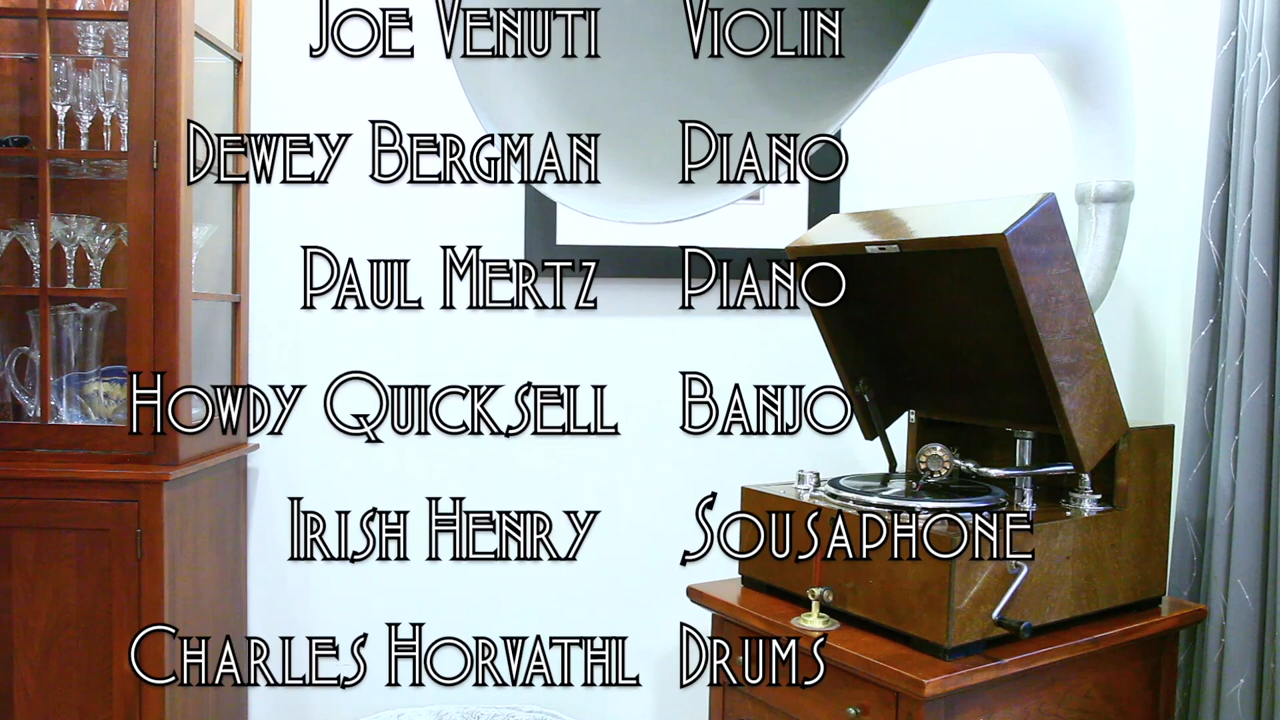 Joe Venuti Violin
Dewey Bergman Piano
Paul Mertz Piano
Howdy Quicksell Banjo
Irish Henry Sousaphone
Charles Horvathl Drums